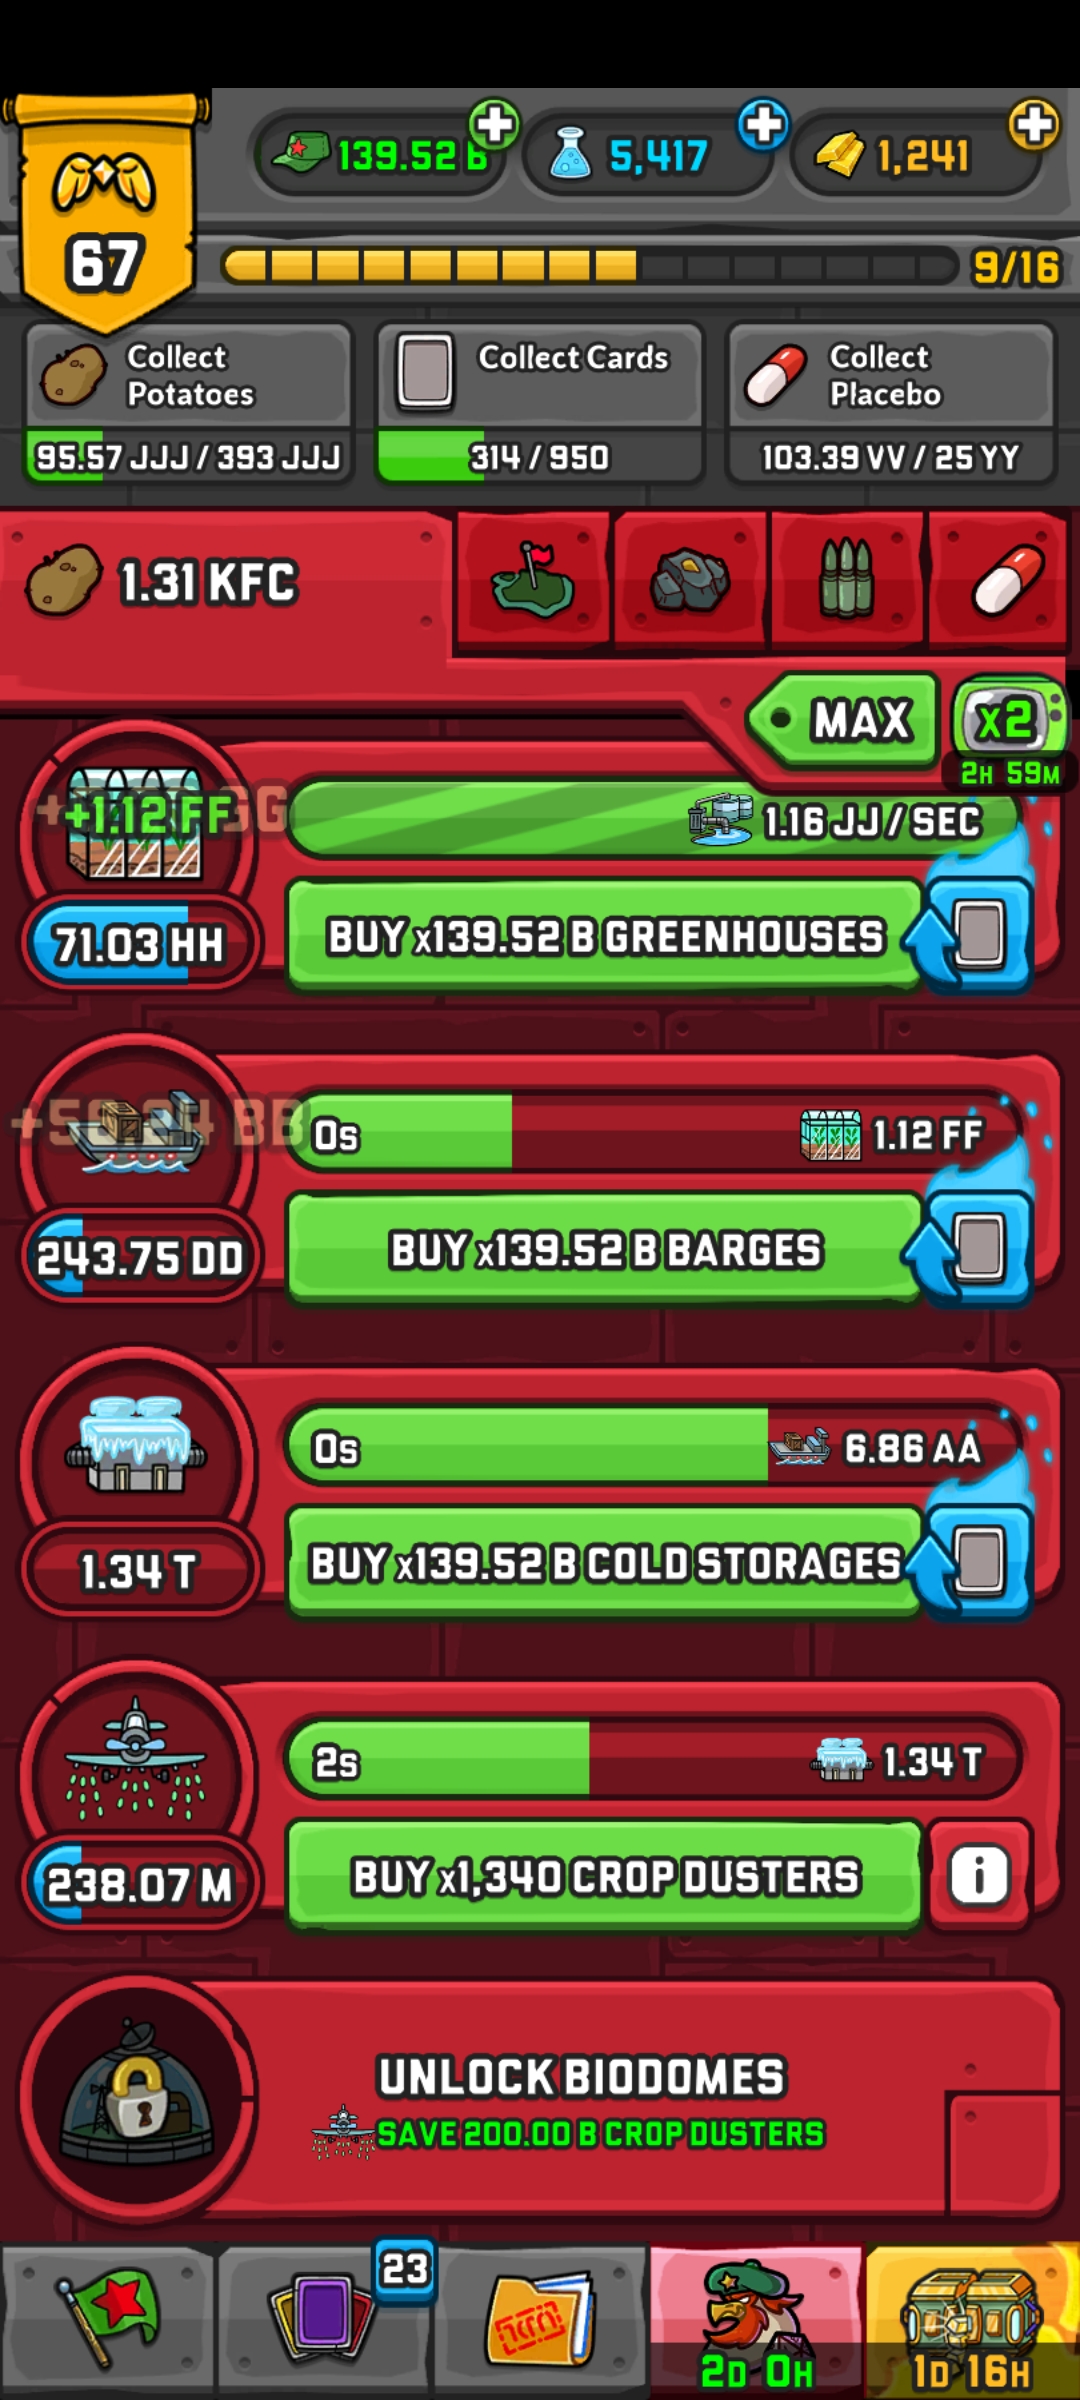 139.52 B
5,417
1,241
67
9/16
Collect
Potatoes
95.57 JJJ / 393 JJJ
Collect Cards
314 / 950
Collect
Placebo
103.39 VV / 25 YY
1.31 KFC
MAX
x2
2H 59M
+1.12 FF
1.16 JJ / SEC
71.03 HH
BUY x139.52 B GREENHOUSES
0s
1.12 FF
243.75 DD
BUY x139.52 B BARGES
0s
6.86 AA
1.34 T
BUY x139.52 B COLD STORAGES
2s
1.34 T
238.07 M
BUY x1,340 CROP DUSTERS
i
UNLOCK BIODOMES
SAVE 200.00 B CROP DUSTERS
23
2D 0H
1D 16H